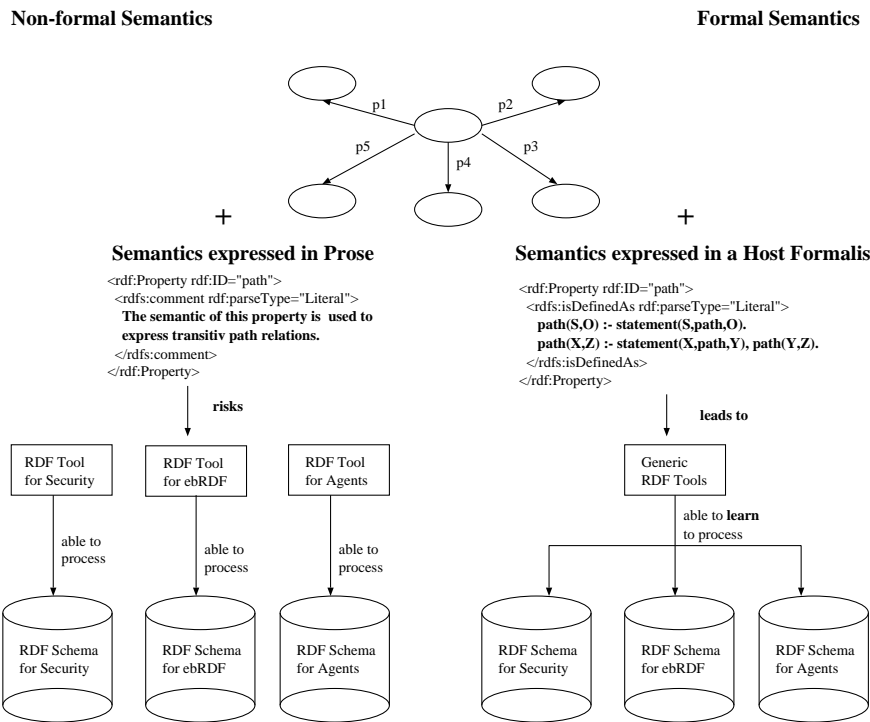 Non-formal Semantics
Formal Semantics
p1
p2
p5
p3
p4
+
+
Semantics expressed in Prose
<rdf:Property rdf:ID="path">
<rdfs:comment rdf:parseType="Literal">
The semantic of this property is used to
express transitiv path relations.
</rdfs:comment>
</rdf:Property>
risks
RDF Tool
for Security
RDF Tool
for ebRDF
RDF Tool
for Agents
able to
process
able to
process
able to
process
RDF Schema
for Security
RDF Schema
for ebRDF
RDF Schema
for Agents
Semantics expressed in a Host Formalis
<rdf:Property rdf:ID="path">
<rdfs:isDefinedAs rdf:parseType="Literal">
path(S,O) :- statement(S,path,O).
path(X,Z) :- statement(X,path,Y), path(Y,Z).
</rdfs:isDefinedAs>
</rdf:Property>
leads to
Generic
RDF Tools
able to learn
to process
RDF Schema
for Security
RDF Schema
for ebRDF
RDF Schema
for Agents